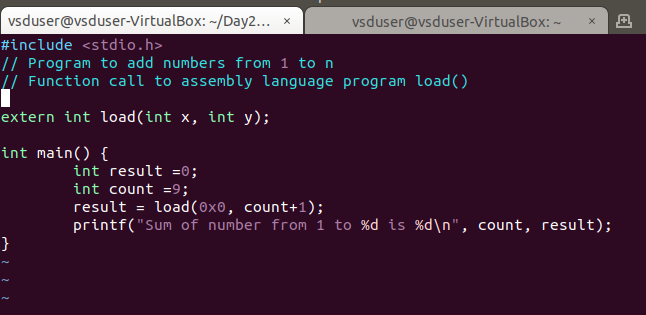 vsduser@vsduser-VirtualBox: ~/Day2... × vsduser@vsduser-VirtualBox: ~ ×
#include <stdio.h>
// Program to add numbers from 1 to n
// Function call to assembly language program load()
extern int load(int x, int y);
int main() {
        int result =0;
        int count =9;
        result = load(0x0, count+1);
        printf("Sum of number from 1 to %d is %d\n", count, result);
}
~
~
~